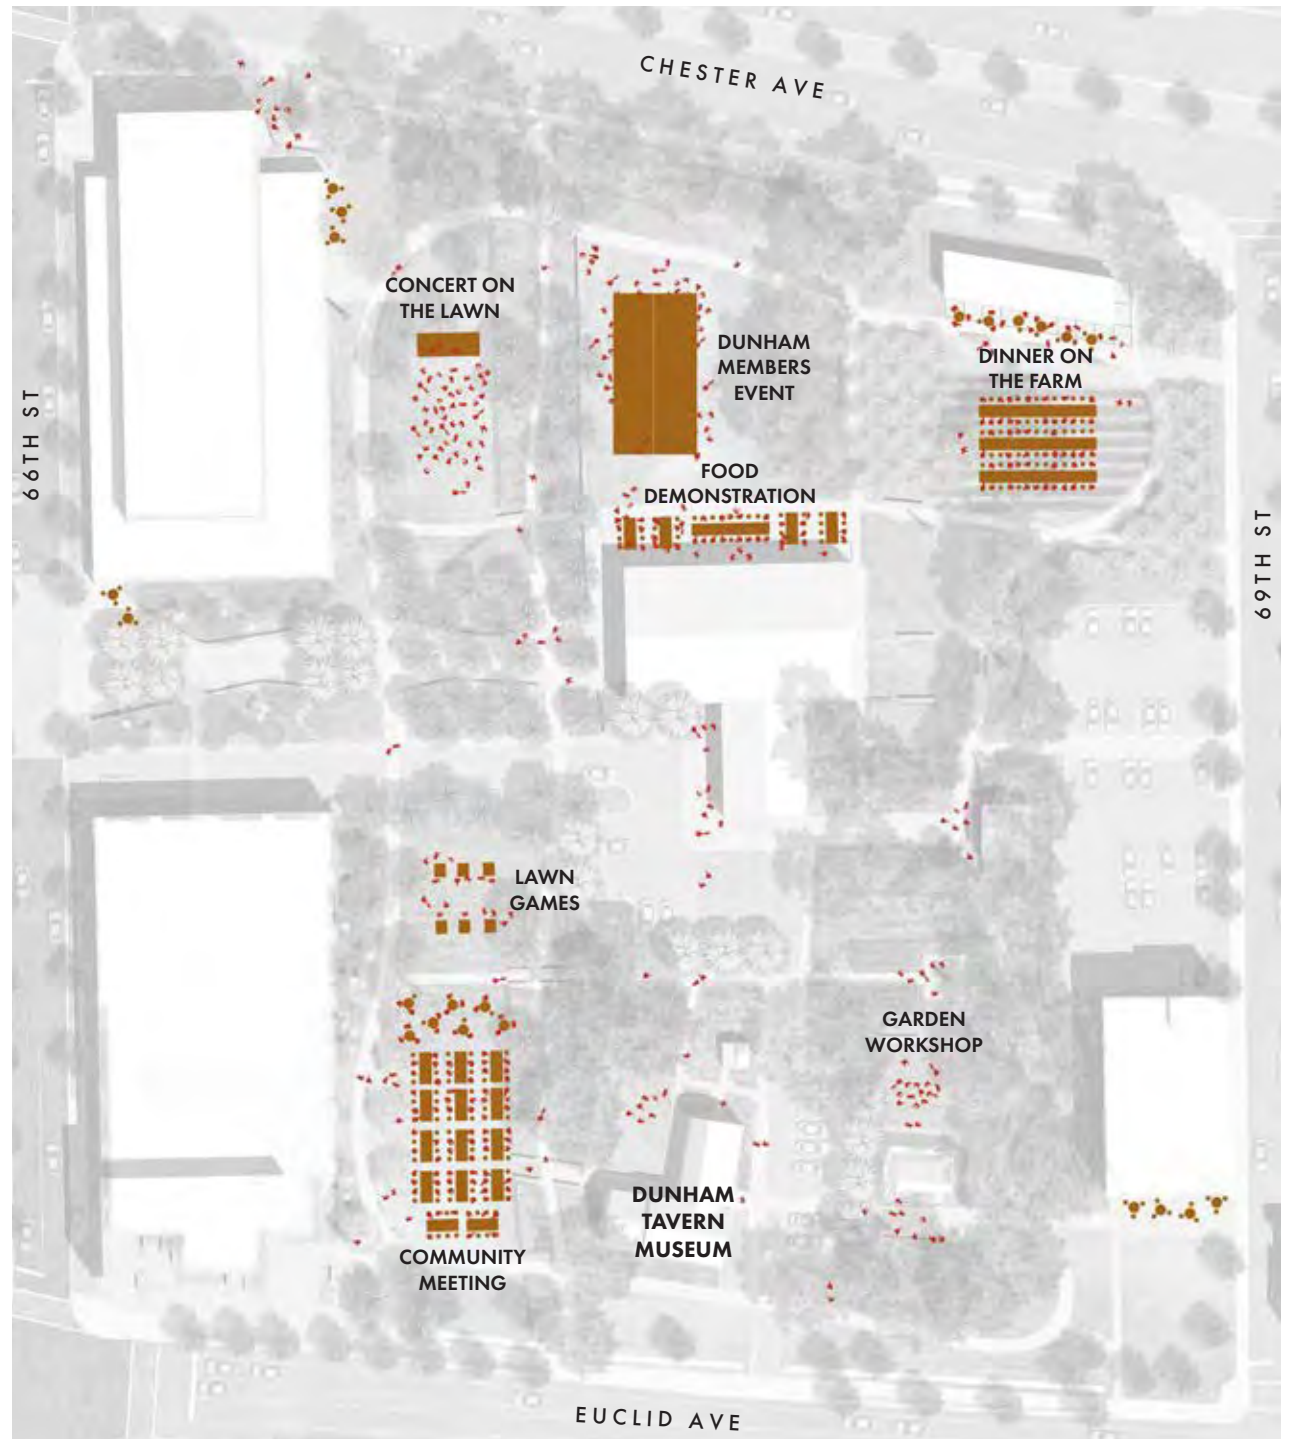 CHESTER AVE
CONCERT ON
THE LAWN
DUNHAM
MEMBERS
EVENT
DINNER ON
THE FARM
66TH ST
FOOD
DEMONSTRATION
69TH ST
LAWN
GAMES
GARDEN
WORKSHOP
DUNHAM
TAVERN
MUSEUM
COMMUNITY
MEETING
EUCLID AVE